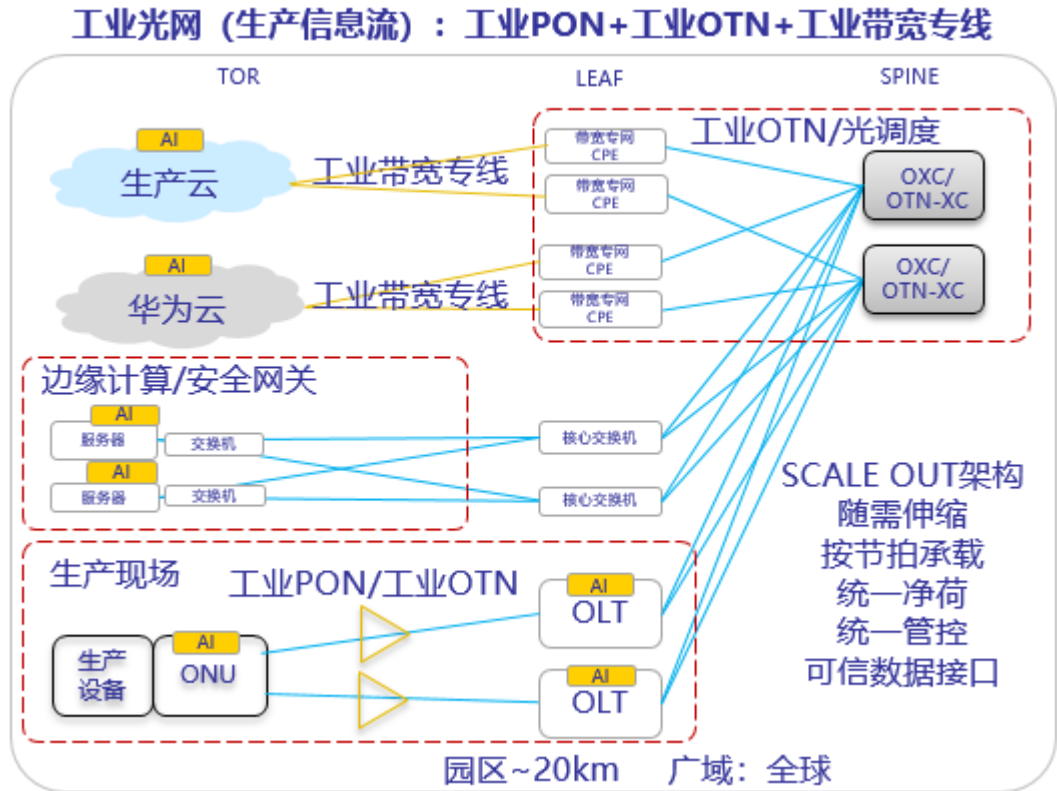 工业光网（生产信息流）：工业PON+工业OTN+工业带宽专线
TOR
LEAF
SPINE
AI
生产云
工业带宽专线
带宽专网
CPE
带宽专网
CPE
工业OTN/光调度
OXC/
OTN-XC
AI
华为云
工业带宽专线
带宽专网
CPE
带宽专网
CPE
OXC/
OTN-XC
边缘计算/安全网关
AI
服务器
交换机
核心交换机
AI
服务器
交换机
核心交换机
SCALE OUT架构
随需伸缩
按节拍承载
统一净荷
统一管控
可信数据接口
生产现场
工业PON/工业OTN
AI
OLT
生产
设备
AI
ONU
AI
OLT
园区~20km
广域：全球